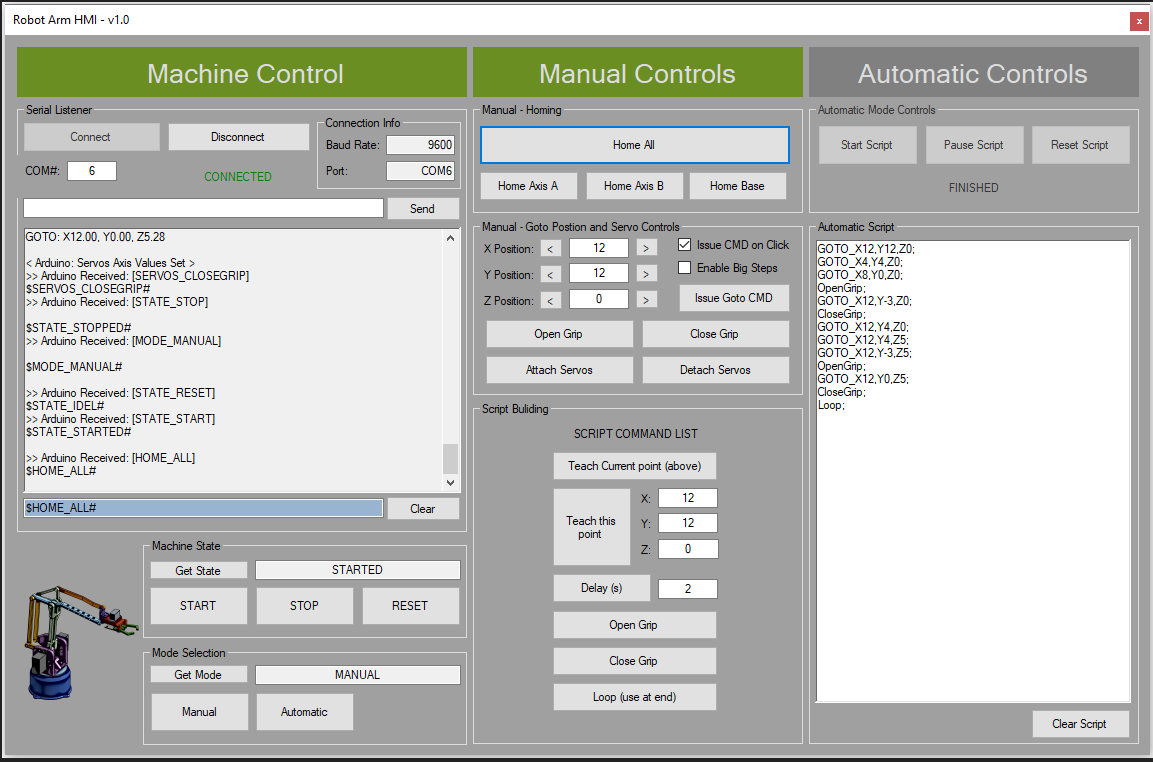 Robot Arm HMI - v1.0
x
Machine Control
Serial Listener
Connect
Disconnect
Connection Info
Baud Rate: 9600
Port: COM6
COM#: 6
CONNECTED
Send
GOTO: X12.00, Y0.00, Z5.28
< Arduino: Servos Axis Values Set >
>> Arduino Received: [SERVOS_CLOSEGRIP]
$SERVOS_CLOSEGRIP#
>> Arduino Received: [STATE_STOP]
$STATE_STOPPED#
>> Arduino Received: [MODE_MANUAL]
$MODE_MANUAL#
>> Arduino Received: [STATE_RESET]
$STATE_IDEL#
>> Arduino Received: [STATE_START]
$STATE_STARTED#
>> Arduino Received: [HOME_ALL]
$HOME_ALL#
$HOME_ALL#
Clear
Machine State
Get State
STARTED
START
STOP
RESET
Mode Selection
Get Mode
MANUAL
Manual
Automatic
Manual Controls
Manual - Homing
Home All
Home Axis A
Home Axis B
Home Base
Manual - Goto Postion and Servo Controls
X Position: < 12 >
Issue CMD on Click
Y Position: < 12 >
Enable Big Steps
Z Position: < 0 >
Issue Goto CMD
Open Grip
Close Grip
Attach Servos
Detach Servos
Script Buliding
SCRIPT COMMAND LIST
Teach Current point (above)
Teach this
point
X: 12
Y: 12
Z: 0
Delay (s)
2
Open Grip
Close Grip
Loop (use at end)
Automatic Controls
Automatic Mode Controls
Start Script
Pause Script
Reset Script
FINISHED
Automatic Script
GOTO_X12,Y12,Z0;
GOTO_X4,Y4,Z0;
GOTO_X8,Y0,Z0;
OpenGrip;
GOTO_X12,Y-3,Z0;
CloseGrip;
GOTO_X12,Y4,Z0;
GOTO_X12,Y4,Z5;
GOTO_X12,Y-3,Z5;
OpenGrip;
GOTO_X12,Y0,Z5;
CloseGrip;
Loop;
Clear Script